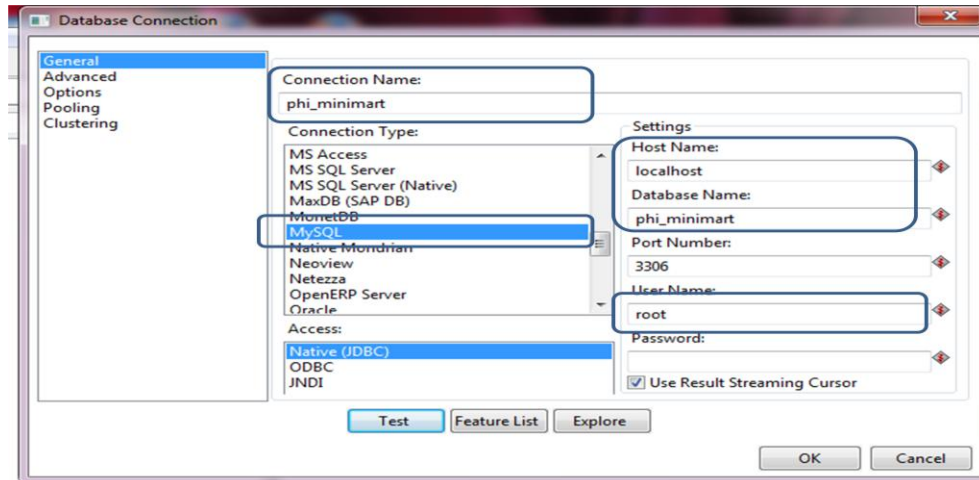 Database Connection
General
Advanced
Options
Pooling
Clustering
Connection Name:
phi_minimart
Connection Type:
MS Access
MS SQL Server
MS SQL Server (Native)
MaxDB (SAP DB)
MonetDB
MySQL
Native Mondrian
Neoview
Netezza
OpenERP Server
Oracle
Access:
Native (JDBC)
ODBC
JNDI
Settings
Host Name:
localhost
Database Name:
phi_minimart
Port Number:
3306
User Name:
root
Password:
Use Result Streaming Cursor
Test
Feature List
Explore
OK
Cancel